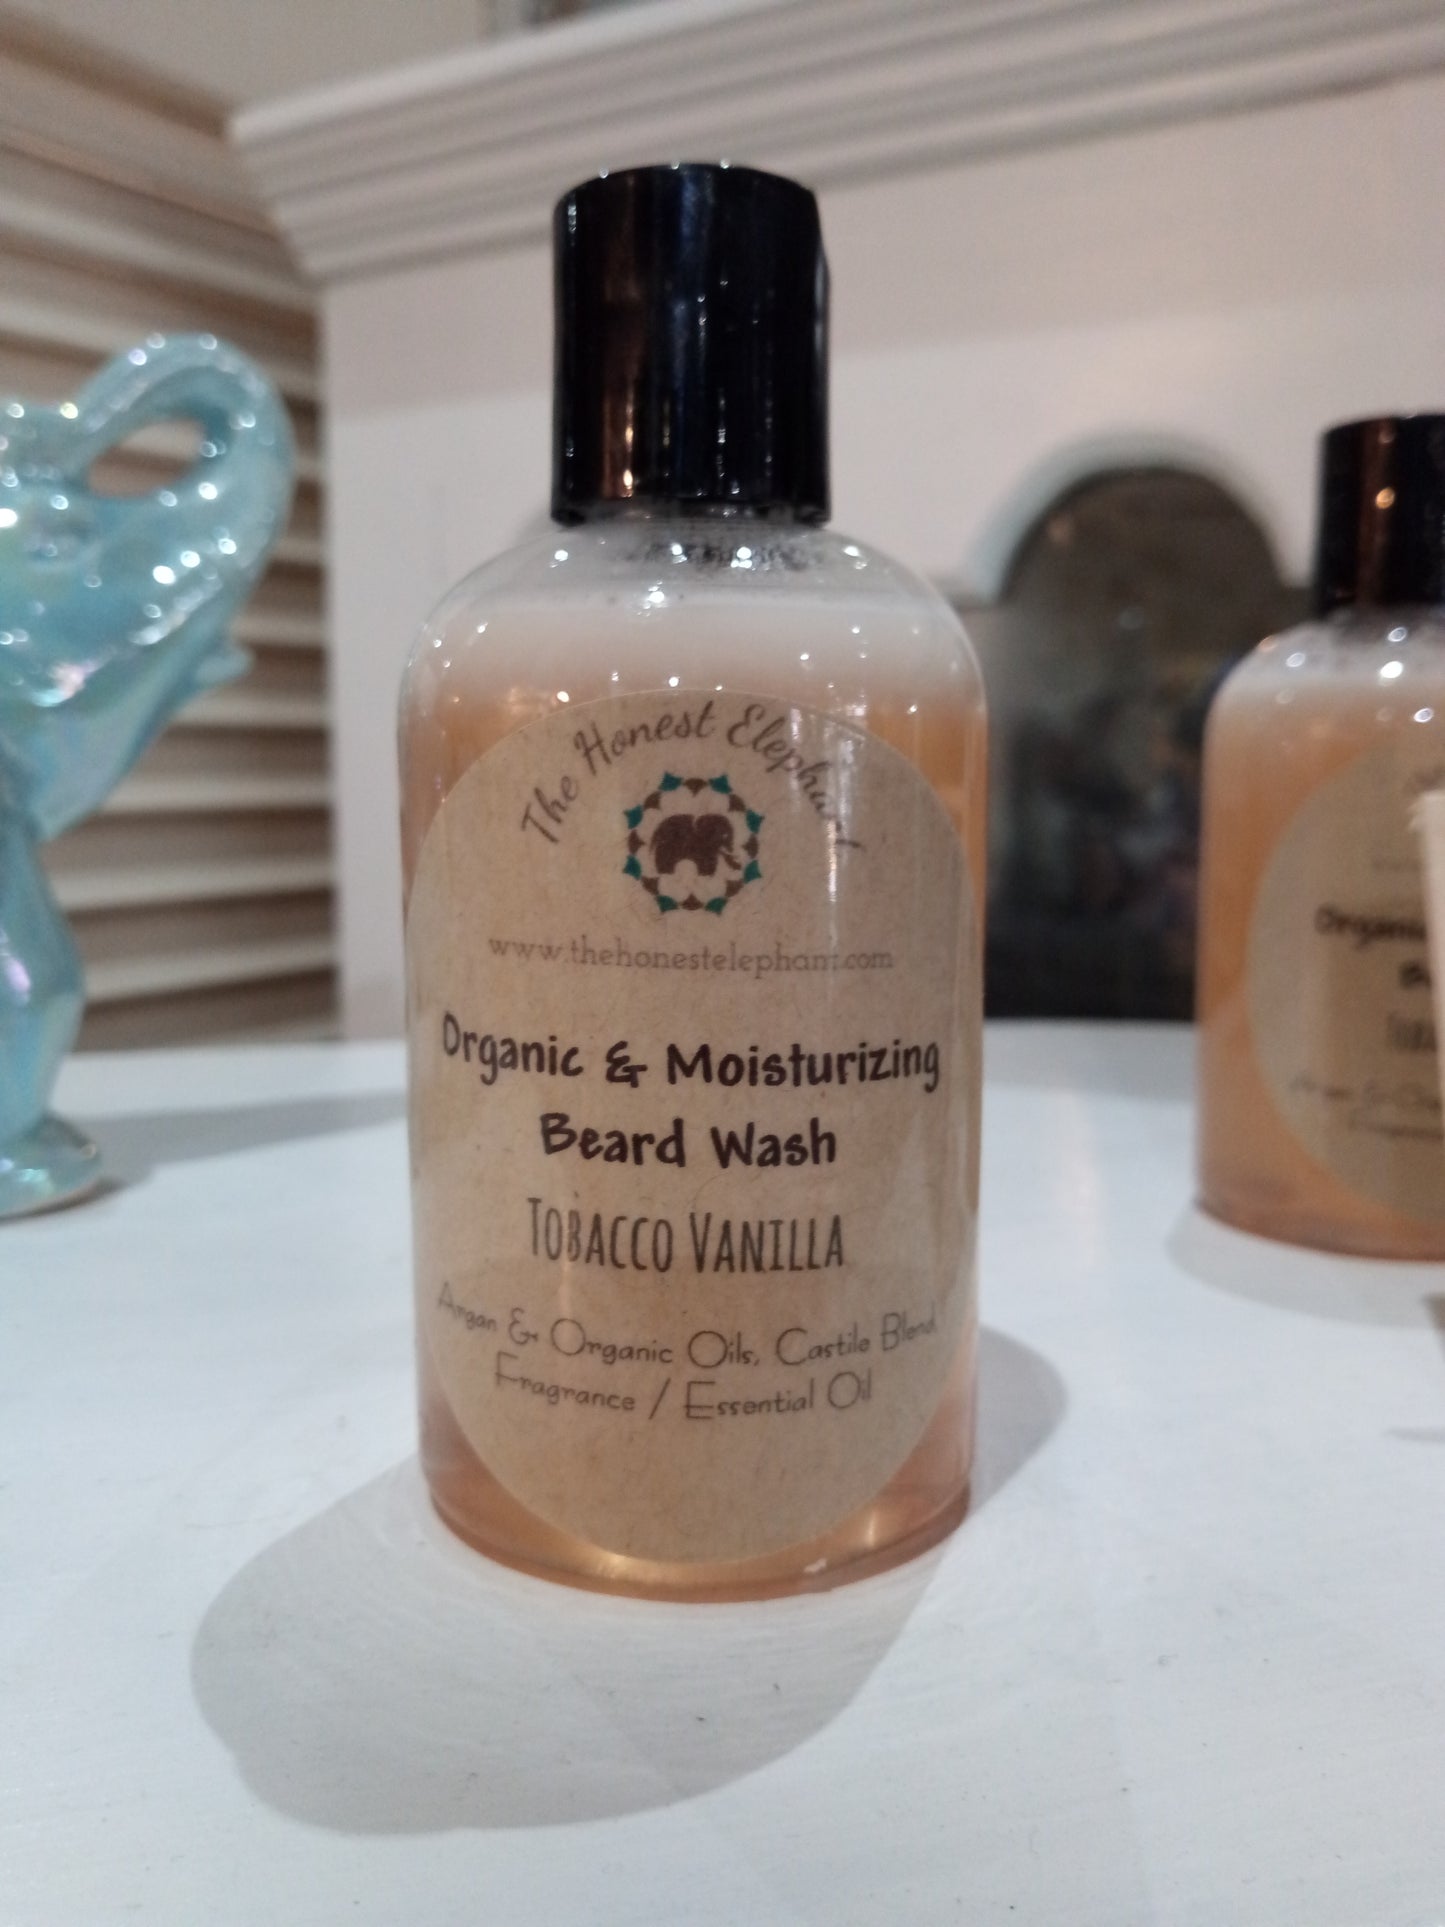 The Honest Elephant
www.thehonestelephant.com
Organic & Moisturizing
Beard Wash
TOBACCO VANILLA
Argan & Organic Oils, Castile Blend
Fragrance / Essential Oil
Organic